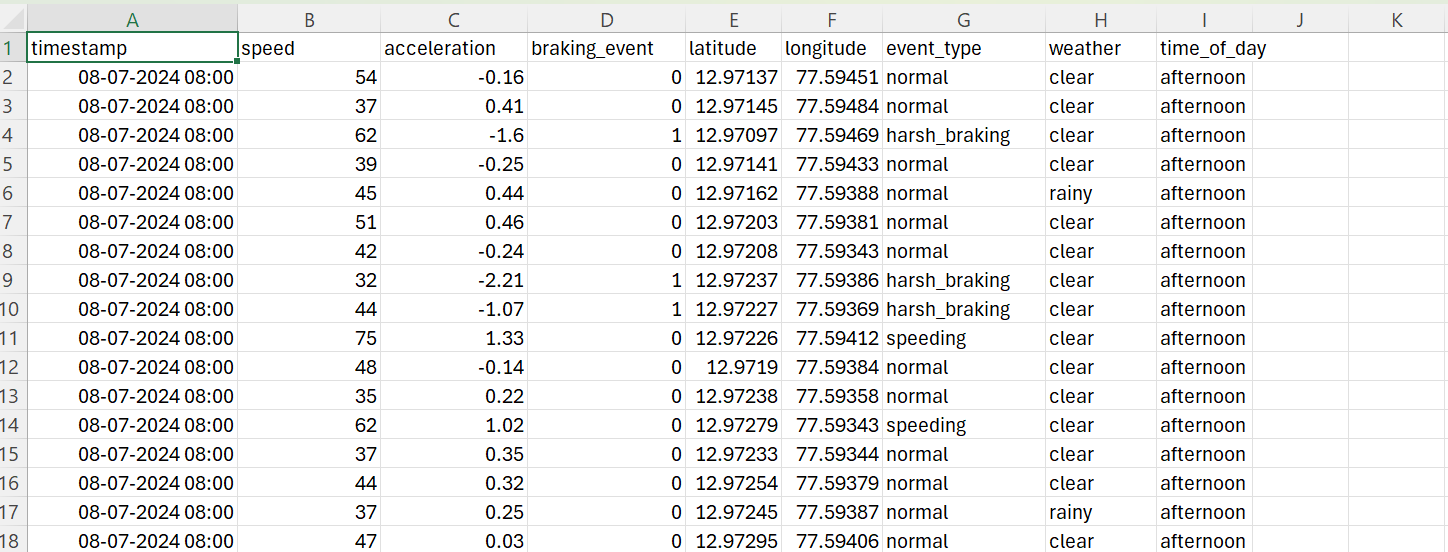 A B C D E F G H I J K
1 timestamp speed acceleration braking_event latitude longitude event_type weather time_of_day
2 08-07-2024 08:00 54 -0.16 0 12.97137 77.59451 normal clear afternoon
3 08-07-2024 08:00 37 0.41 0 12.97145 77.59484 normal clear afternoon
4 08-07-2024 08:00 62 -1.6 1 12.97097 77.59469 harsh_braking clear afternoon
5 08-07-2024 08:00 39 -0.25 0 12.97141 77.59433 normal clear afternoon
6 08-07-2024 08:00 45 0.44 0 12.97162 77.59388 normal rainy afternoon
7 08-07-2024 08:00 51 0.46 0 12.97203 77.59381 normal clear afternoon
8 08-07-2024 08:00 42 -0.24 0 12.97208 77.59343 normal clear afternoon
9 08-07-2024 08:00 32 -2.21 1 12.97237 77.59386 harsh_braking clear afternoon
10 08-07-2024 08:00 44 -1.07 1 12.97227 77.59369 harsh_braking clear afternoon
11 08-07-2024 08:00 75 1.33 0 12.97226 77.59412 speeding clear afternoon
12 08-07-2024 08:00 48 -0.14 0 12.9719 77.59384 normal clear afternoon
13 08-07-2024 08:00 35 0.22 0 12.97238 77.59358 normal clear afternoon
14 08-07-2024 08:00 62 1.02 0 12.97279 77.59343 speeding clear afternoon
15 08-07-2024 08:00 37 0.35 0 12.97233 77.59344 normal clear afternoon
16 08-07-2024 08:00 44 0.32 0 12.97254 77.59379 normal clear afternoon
17 08-07-2024 08:00 37 0.25 0 12.97245 77.59387 normal rainy afternoon
18 08-07-2024 08:00 47 0.03 0 12.97295 77.59406 normal clear afternoon